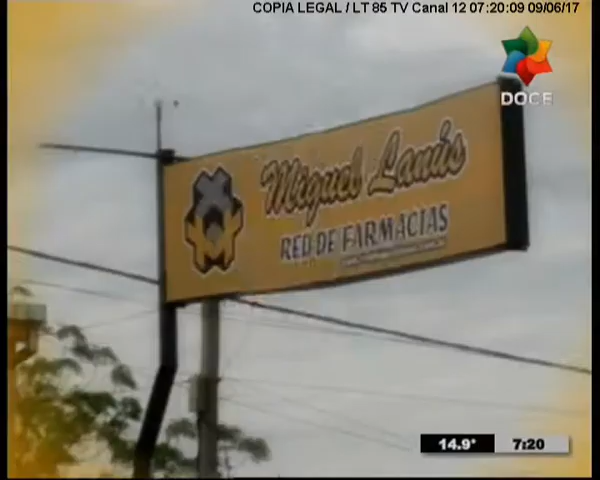 COPIA LEGAL / LT 85 TV Canal 12 07:20:09 09/06/17
DOCE
Miguel Lanús
RED DE FARMACIAS
14.9° 7:20